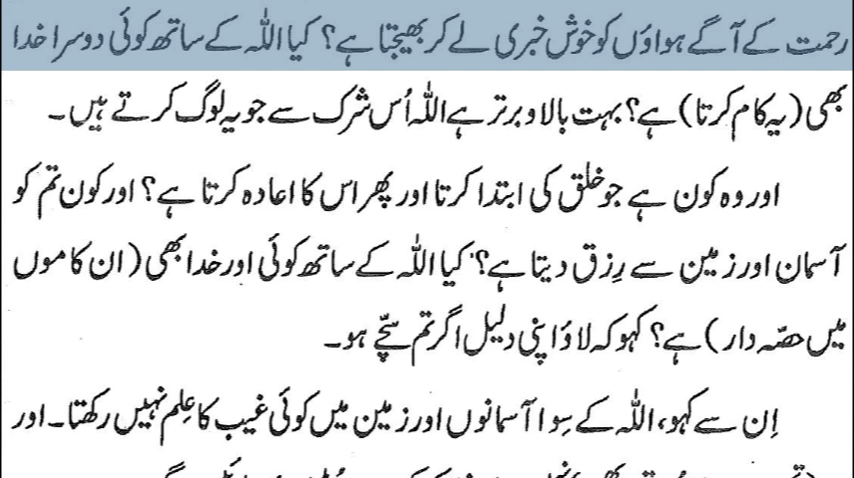 رحمت کے آگے ہواؤں کو خوش خبری لے کر بھیجتا ہے؟ کیا اللہ کے ساتھ کوئی دوسرا خدا
بھی (یہ کام کرتا) ہے؟ بہت بالا و برتر ہے اللہ اُس شرک سے جو یہ لوگ کرتے ہیں۔
اور وہ کون ہے جو خلق کی ابتدا کرتا اور پھر اس کا اعادہ کرتا ہے؟ اور کون تم کو
آسمان اور زمین سے رِزق دیتا ہے؟ کیا اللہ کے ساتھ کوئی اور خدا بھی (ان کاموں
میں حصّہ دار) ہے؟ کہو کہ لاؤ اپنی دلیل اگر تم سچّے ہو۔
اِن سے کہو، اللہ کے سِوا آسمانوں اور زمین میں کوئی غیب کا عِلم نہیں رکھتا۔ اور